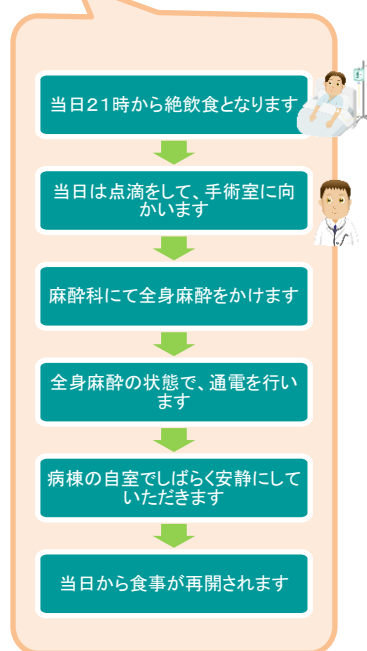 当日21時から絶飲食となります
当日は点滴をして、手術室に向
かいます
麻酔科にて全身麻酔をかけます
全身麻酔の状態で、通電を行い
ます
病棟の自室でしばらく安静にして
いただきます
当日から食事が再開されます